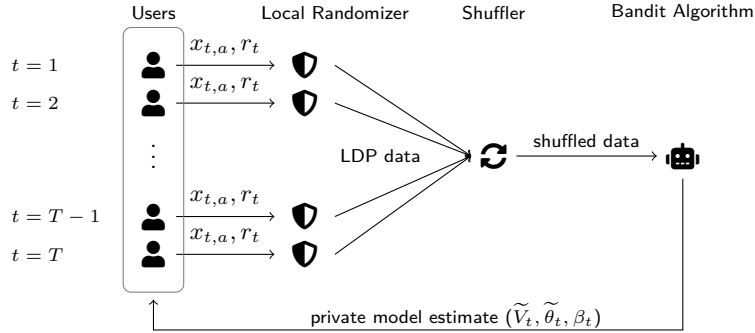 Users Local Randomizer Shuffler Bandit Algorithm
t = 1 x_{t,a}, r_t
t = 2 x_{t,a}, r_t
LDP data shuffled data
⋮
t = T − 1 x_{t,a}, r_t
t = T x_{t,a}, r_t
private model estimate (Ṽ_t, θ̃_t, β_t)